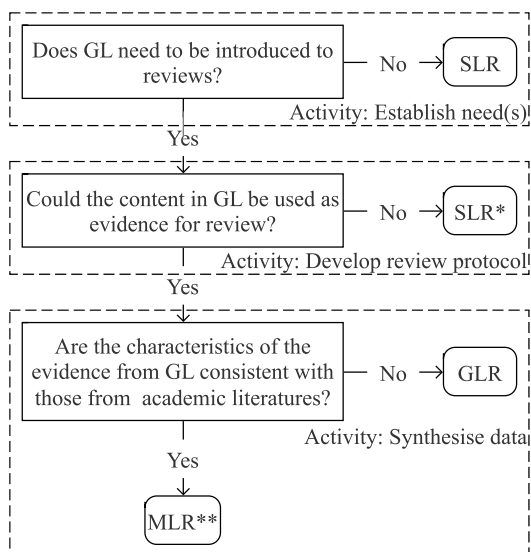 Does GL need to be introduced to
reviews?
No
SLR
Activity: Establish need(s)
Yes
Could the content in GL be used as
evidence for review?
No
SLR*
Activity: Develop review protocol
Yes
Are the characteristics of the
evidence from GL consistent with
those from academic literatures?
No
GLR
Activity: Synthesise data
Yes
MLR**